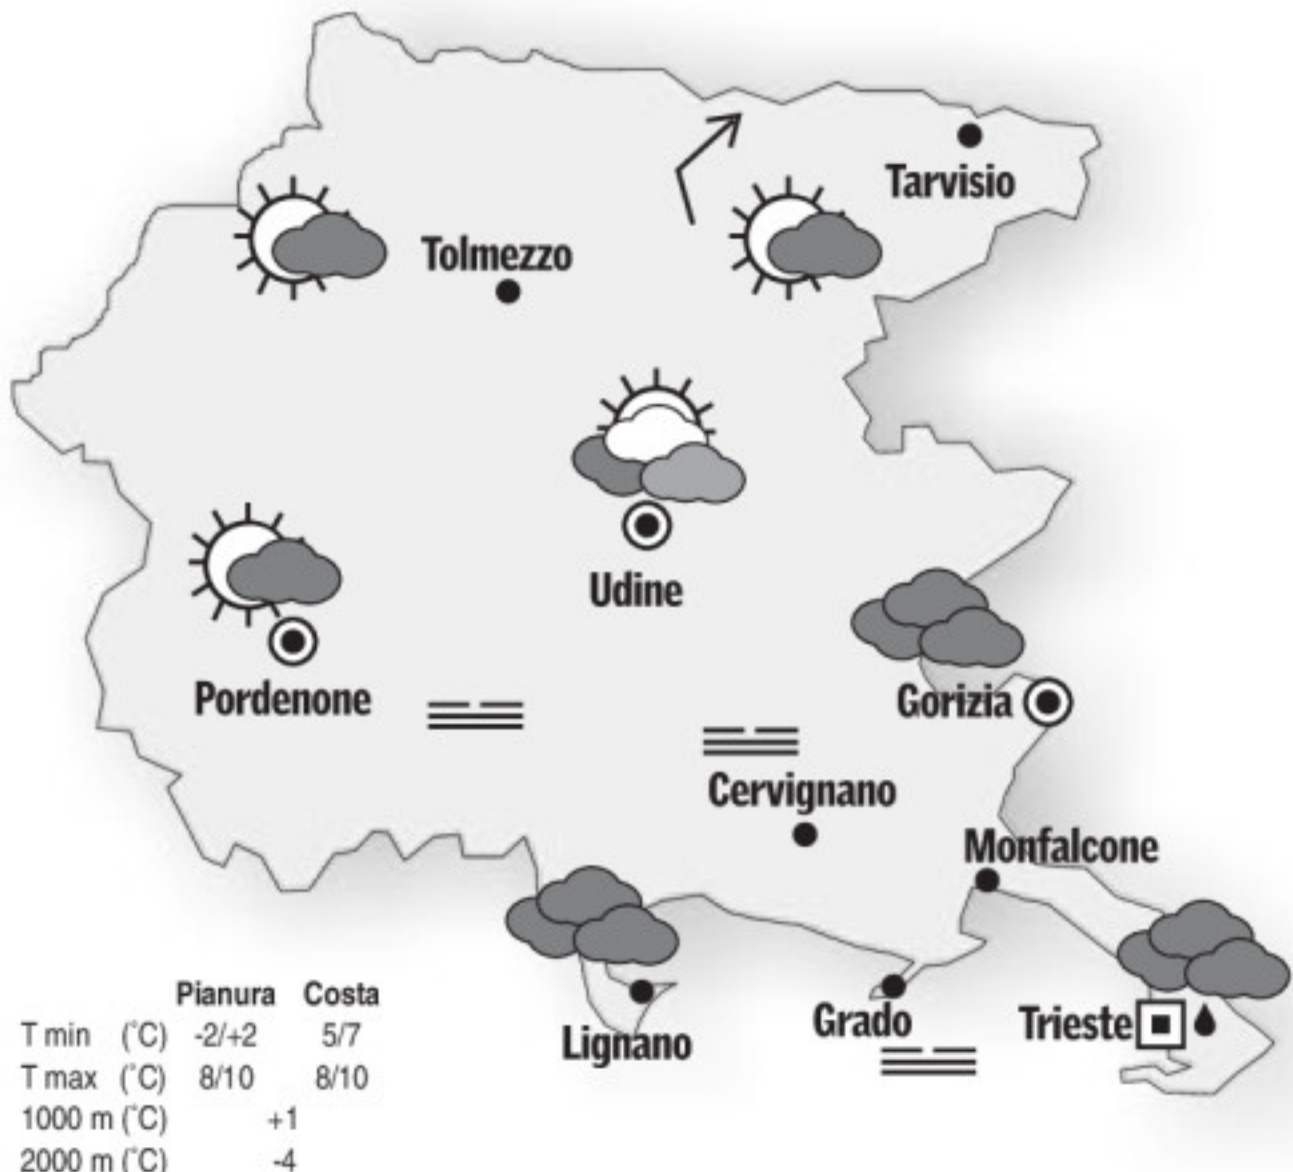 Tarvisio
Tolmezzo
Udine
Pordenone
Gorizia
Cervignano
Monfalcone
Lignano
Grado
Trieste
Pianura Costa
T min (°C) -2/+2 5/7
T max (°C) 8/10 8/10
1000 m (°C) +1
2000 m (°C) -4